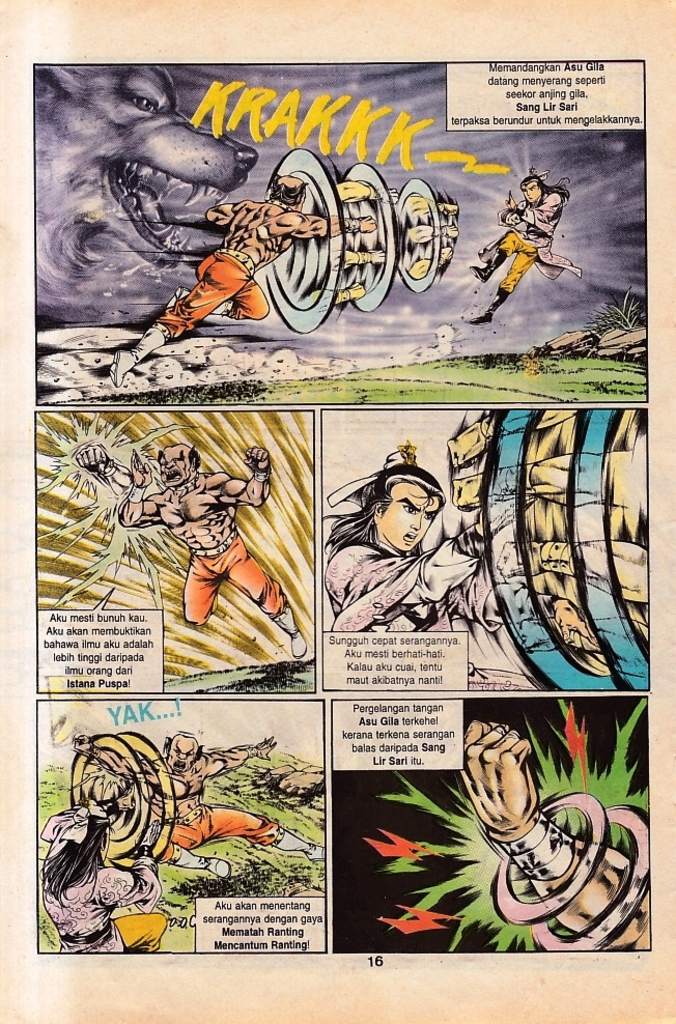 KRAKKK
Memandangkan Asu Gila
datang menyerang seperti
seekor anjing gila,
Sang Lir Sari
terpaksa berundur untuk mengelakkannya.
Aku mesti bunuh kau.
Aku akan membuktikan
bahawa ilmu aku adalah
lebih tinggi daripada
ilmu orang dari
Istana Puspa!
Sungguh cepat serangannya.
Aku mesti berhati-hati.
Kalau aku cuai, tentu
maut akibatnya nanti!
YAK...!
Aku akan menentang
serangannya dengan gaya
Mematah Ranting
Mencantum Ranting!
Pergelangan tangan
Asu Gila terkehel
kerana terkena serangan
balas daripada Sang
Lir Sari itu.
16